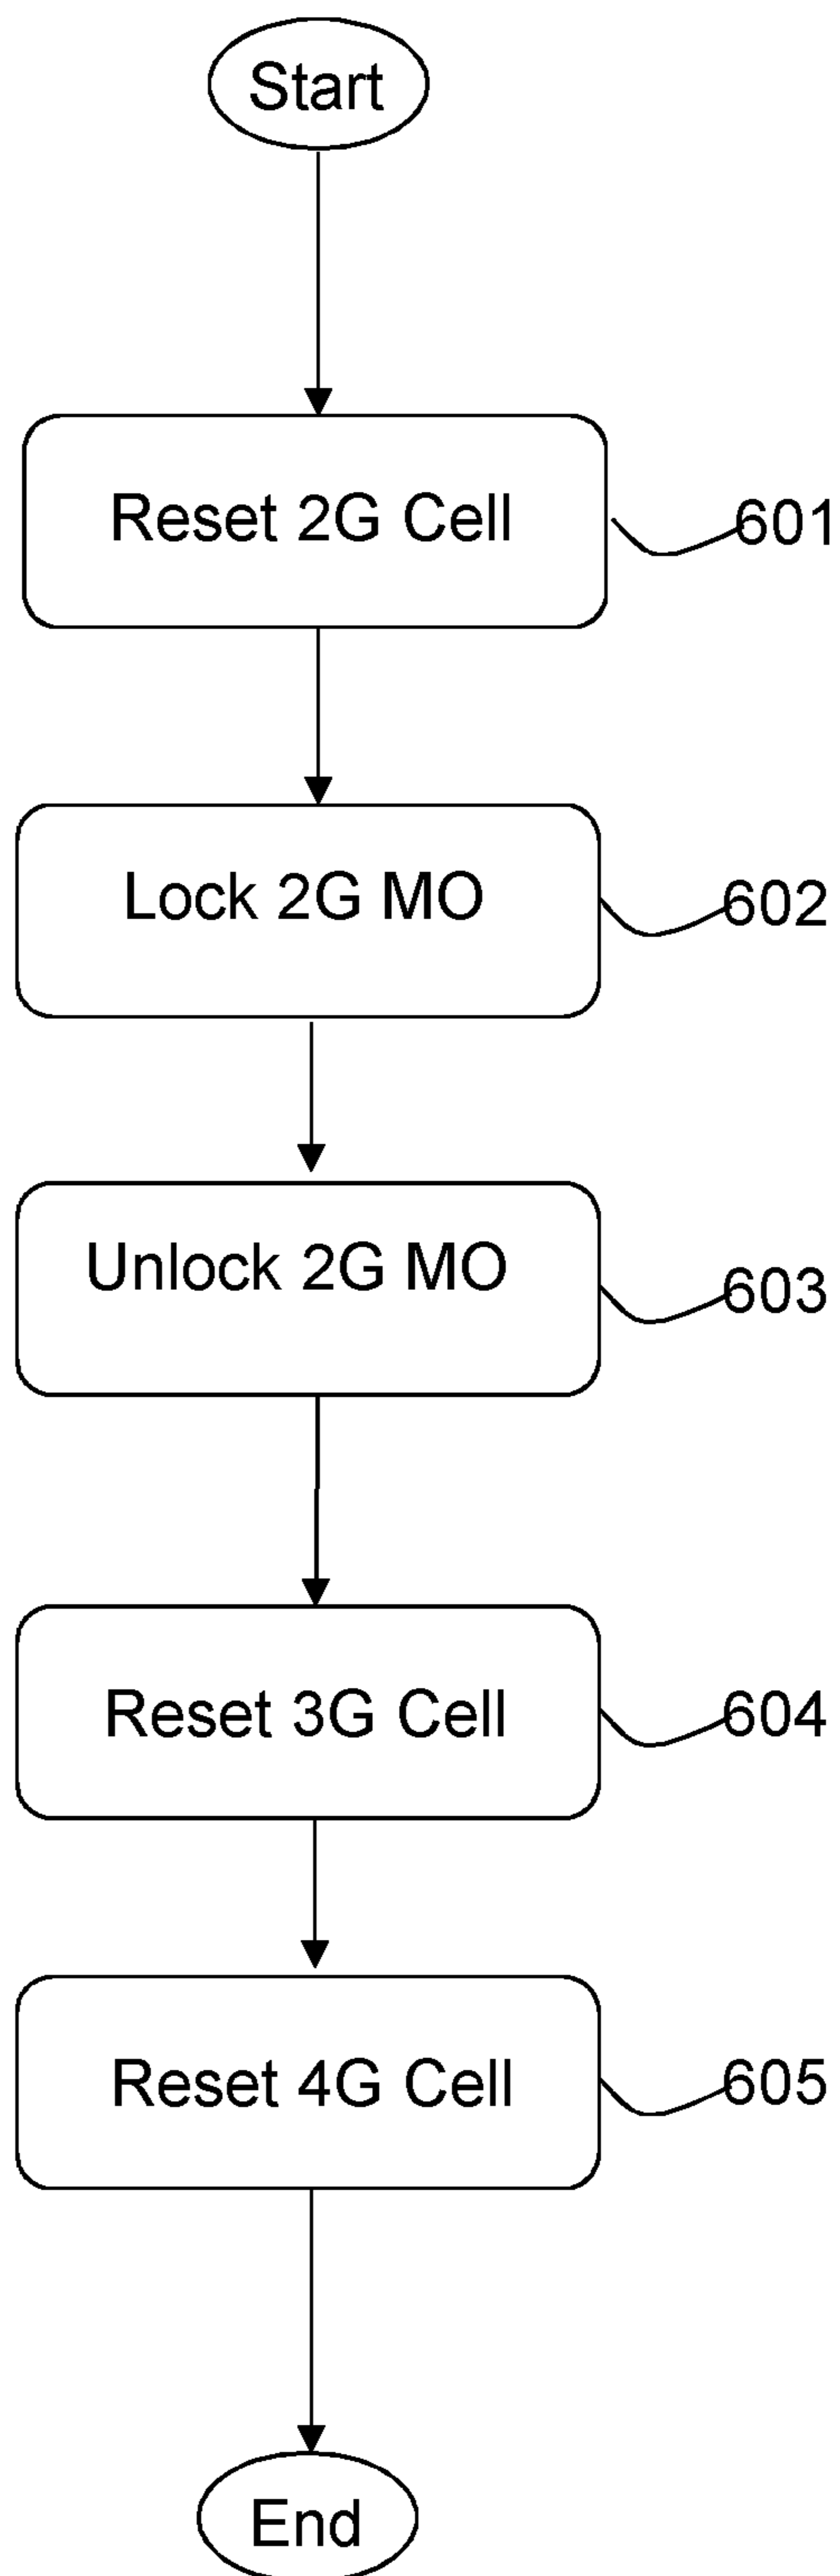 Start
Reset 2G Cell
601
Lock 2G MO
602
Unlock 2G MO
603
Reset 3G Cell
604
Reset 4G Cell
605
End